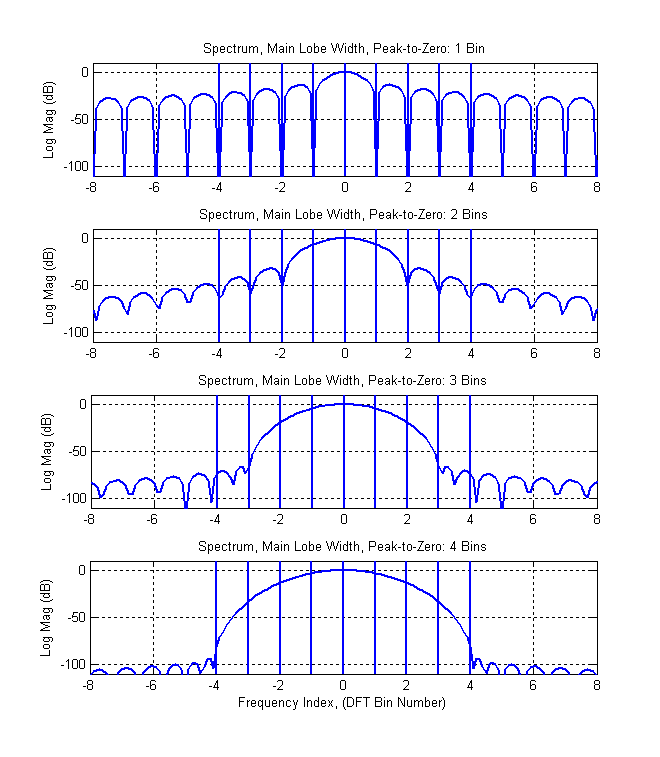 Spectrum, Main Lobe Width, Peak-to-Zero: 1 Bin
0
-50
-100
Log Mag (dB)
-8 -6 -4 -2 0 2 4 6 8
Spectrum, Main Lobe Width, Peak-to-Zero: 2 Bins
0
-50
-100
Log Mag (dB)
-8 -6 -4 -2 0 2 4 6 8
Spectrum, Main Lobe Width, Peak-to-Zero: 3 Bins
0
-50
-100
Log Mag (dB)
-8 -6 -4 -2 0 2 4 6 8
Spectrum, Main Lobe Width, Peak-to-Zero: 4 Bins
0
-50
-100
Log Mag (dB)
-8 -6 -4 -2 0 2 4 6 8
Frequency Index, (DFT Bin Number)